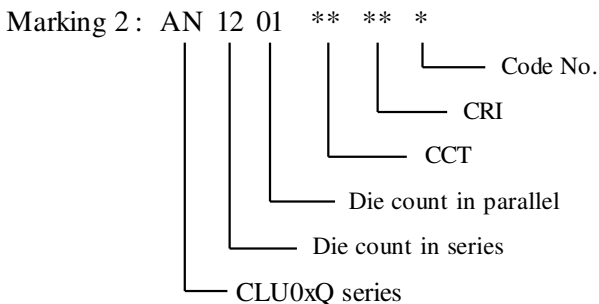 Marking 2 : AN 12 01 ** ** *
Code No.
CRI
CCT
Die count in parallel
Die count in series
CLU0xQ series